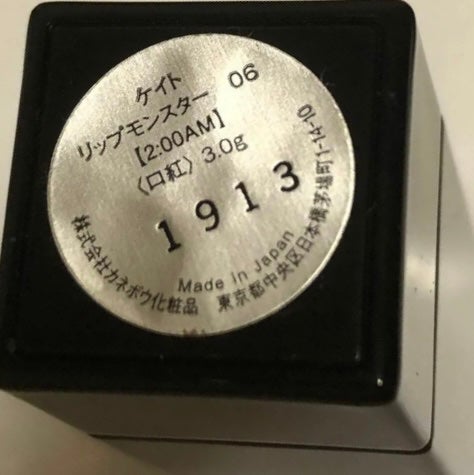 ケイト
リップモンスター 06
【2:00AM】
〈口紅〉3.0g
1913
Made in Japan
株式会社カネボウ化粧品 東京都中央区日本橋茅場町1-14-10